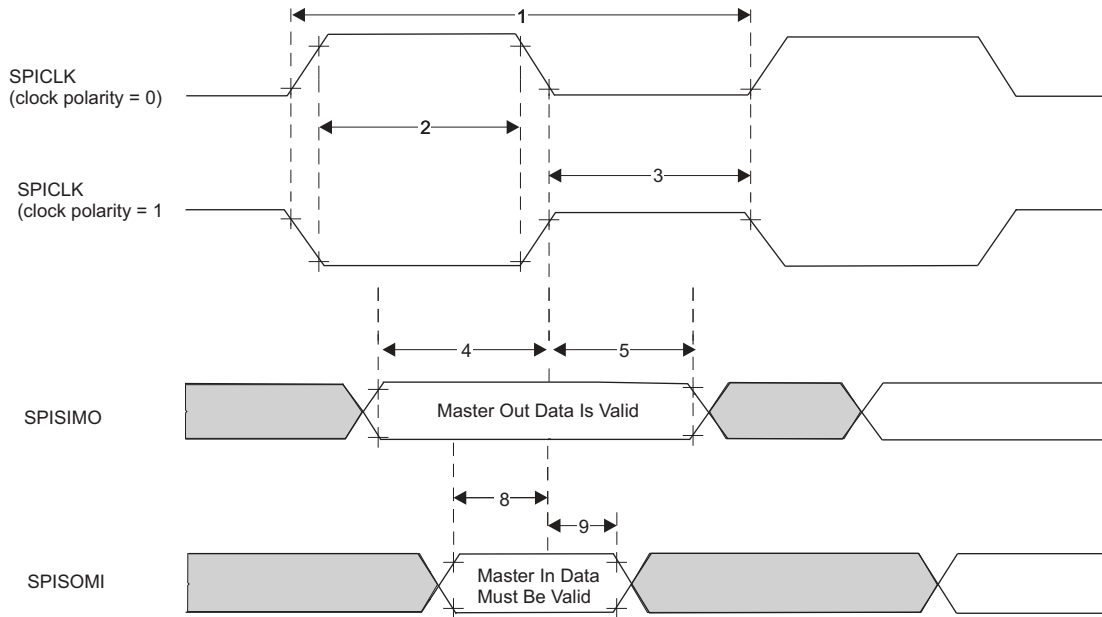 1
SPICLK
(clock polarity = 0)
2
SPICLK
(clock polarity = 1
3
4
5
SPISIMO
Master Out Data Is Valid
8
9
SPISOMI
Master In Data
Must Be Valid